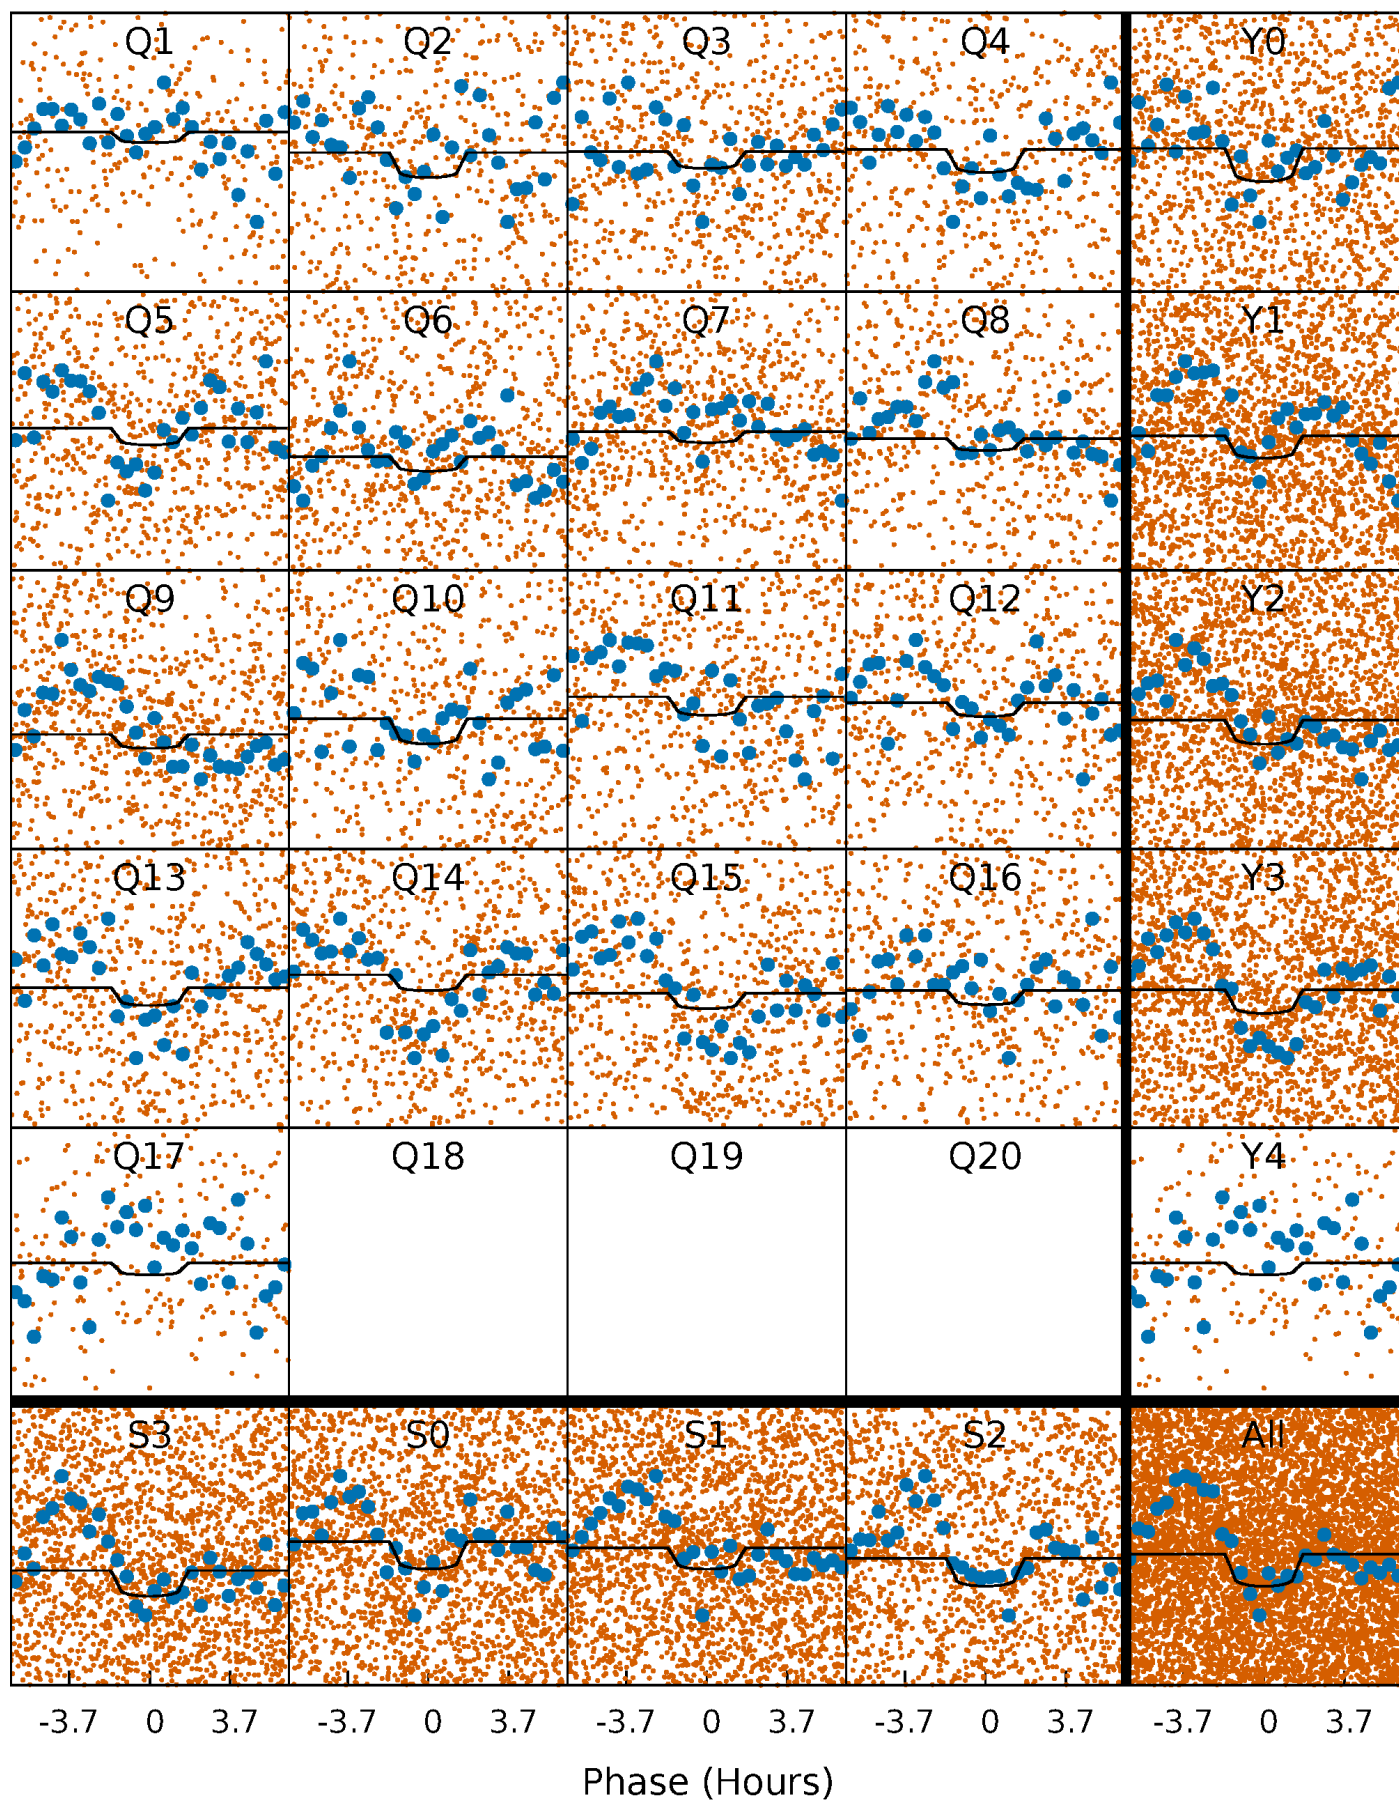 Q1 Q2 Q3 Q4 Y0
Q5 Q6 Q7 Q8 Y1
Q9 Q10 Q11 Q12 Y2
Q13 Q14 Q15 Q16 Y3
Q17 Q18 Q19 Q20 Y4
S3 S0 S1 S2 All
-3.7 0 3.7 -3.7 0 3.7 -3.7 0 3.7 -3.7 0 3.7 -3.7 0 3.7
Phase (Hours)